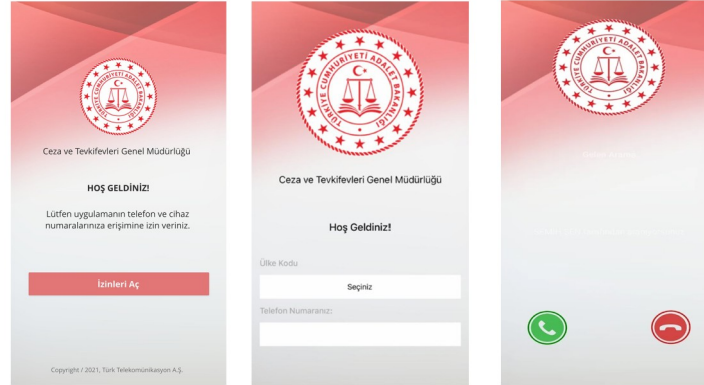 TÜRKİYE CUMHURİYETİ ADALET BAKANLIĞI
Ceza ve Tevkifevleri Genel Müdürlüğü
HOŞ GELDİNİZ!
Lütfen uygulamanın telefon ve cihaz
numaralarınıza erişimine izin veriniz.
İzinleri Aç
Copyright / 2021, Türk Telekomünikasyon A.Ş.
TÜRKİYE CUMHURİYETİ ADALET BAKANLIĞI
Ceza ve Tevkifevleri Genel Müdürlüğü
Hoş Geldiniz!
Ülke Kodu
Seçiniz
Telefon Numaranız:
TÜRKİYE CUMHURİYETİ ADALET BAKANLIĞI